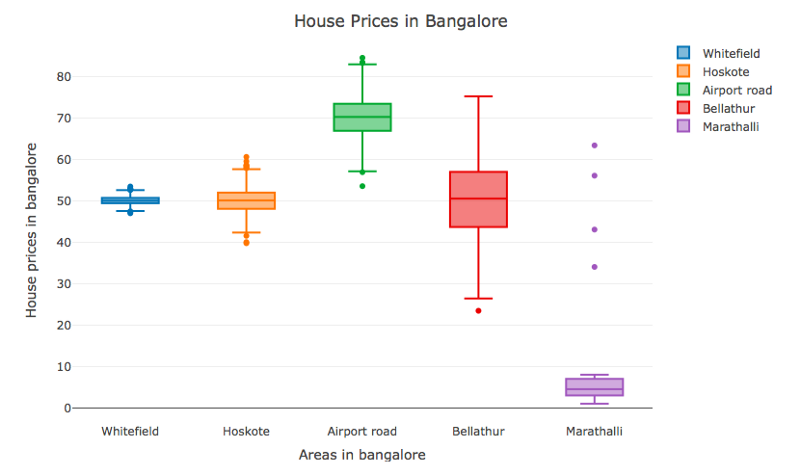 House Prices in Bangalore
Whitefield
Hoskote
Airport road
Bellathur
Marathalli
House prices in bangalore
80
70
60
50
40
30
20
10
0
Whitefield Hoskote Airport road Bellathur Marathalli
Areas in bangalore